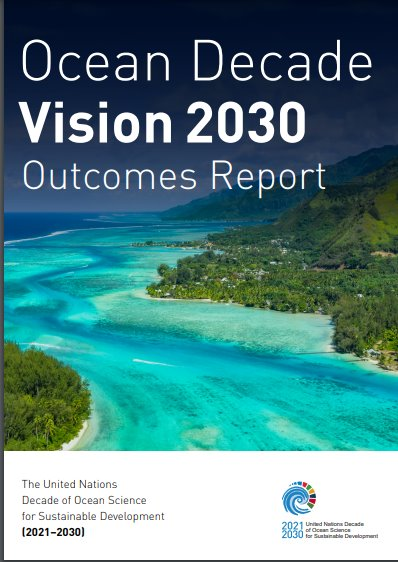 Ocean Decade
Vision 2030
Outcomes Report
The United Nations
Decade of Ocean Science
for Sustainable Development
(2021–2030)
2021
2030
United Nations Decade
of Ocean Science
for Sustainable Development